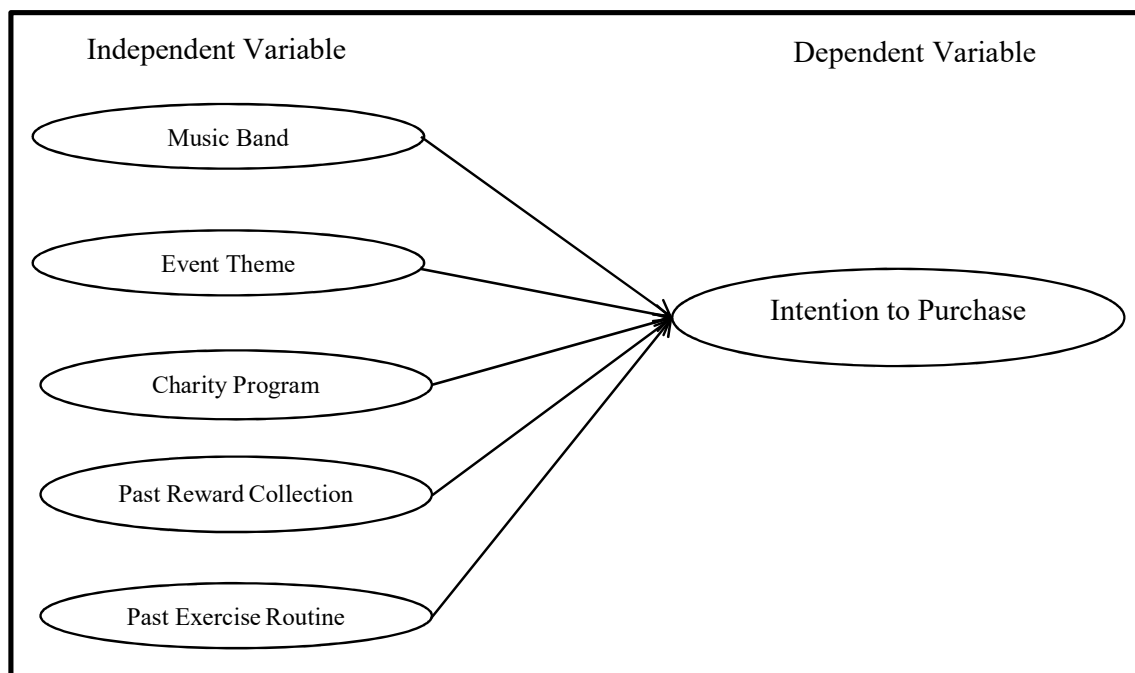 Independent Variable
Dependent Variable
Music Band
Event Theme
Intention to Purchase
Charity Program
Past Reward Collection
Past Exercise Routine